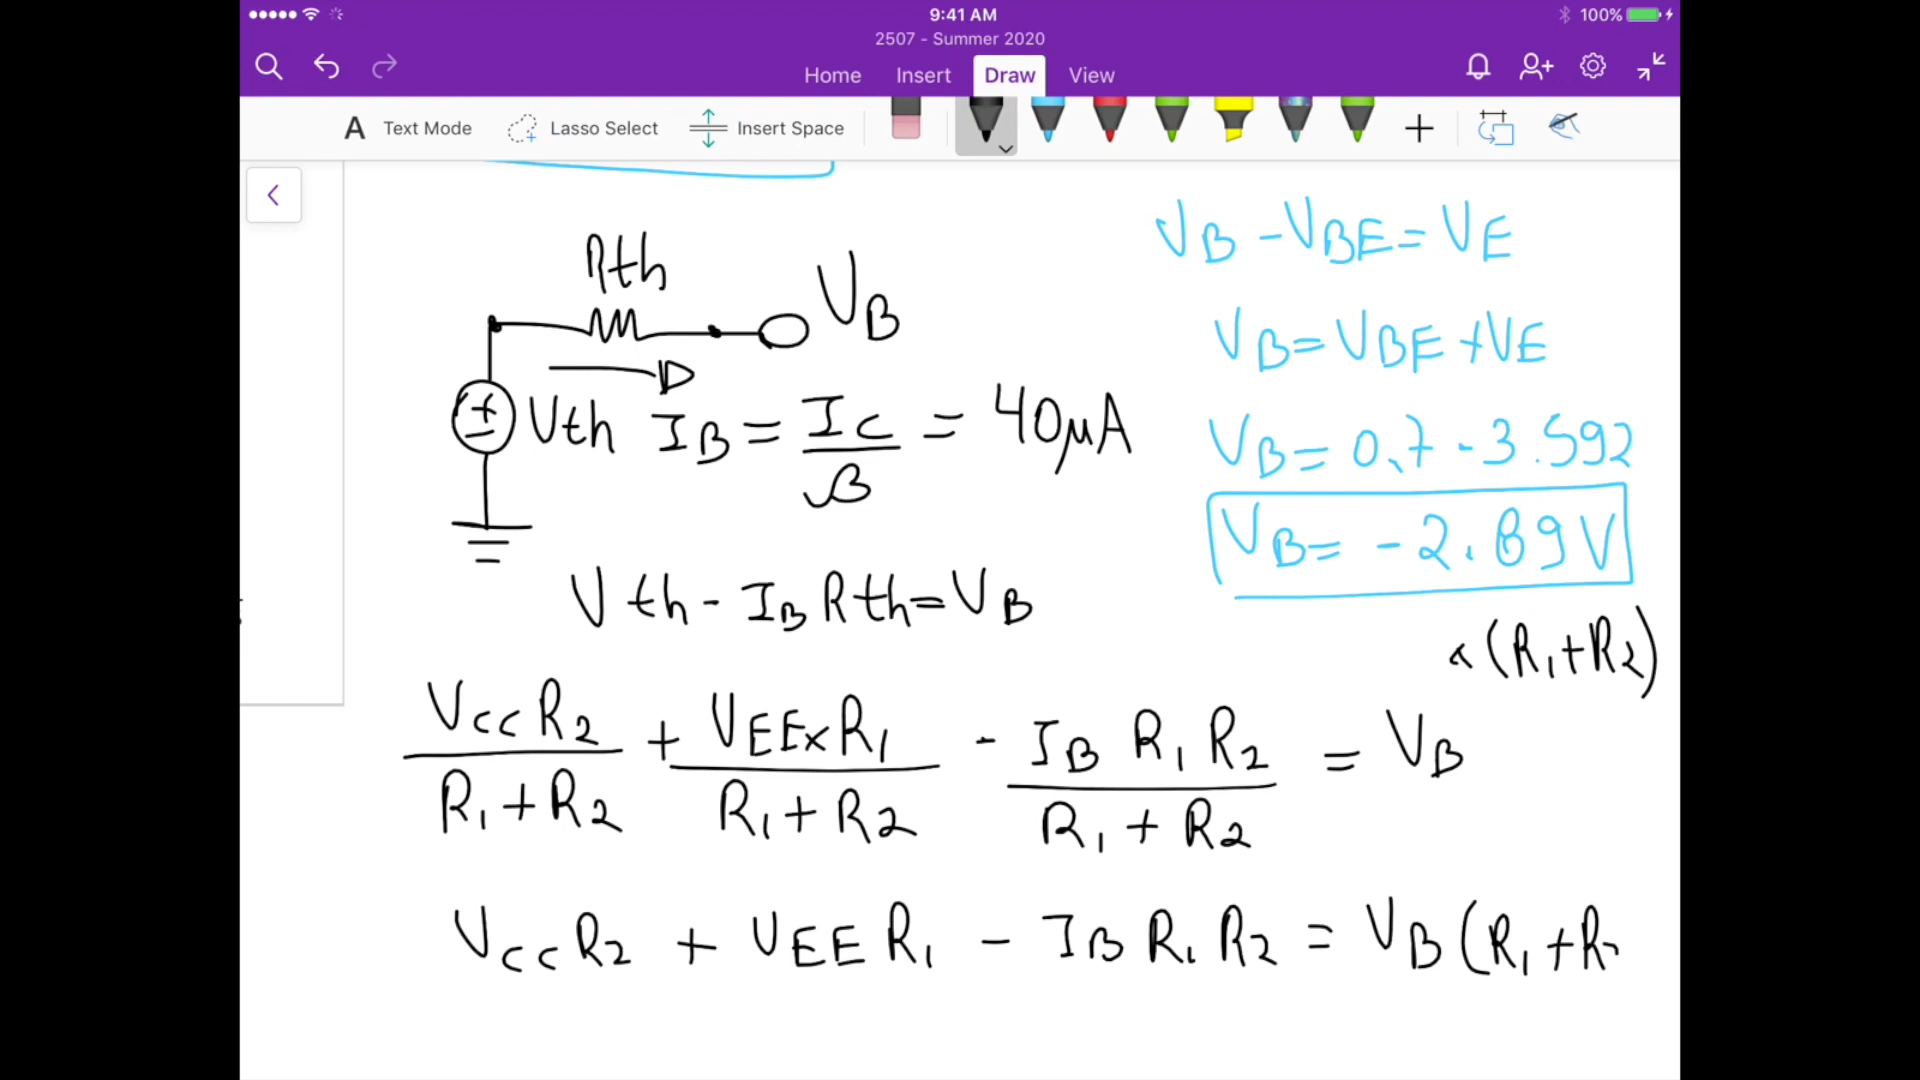 9:41 AM
100%
2507 - Summer 2020
Home Insert Draw View
A Text Mode Lasso Select Insert Space
VB - VBE = VE
Rth
VB
VB = VBE + VE
Vth IB = IC/β = 40μA
VB = 0.7 - 3.592
VB = -2.89V
Vth - IB Rth = VB
x (R1+R2)
VCC R2 / R1+R2 + VEE x R1 / R1+R2 - IB R1 R2 / R1+R2 = VB
VCC R2 + VEE R1 - IB R1 R2 = VB (R1 + R